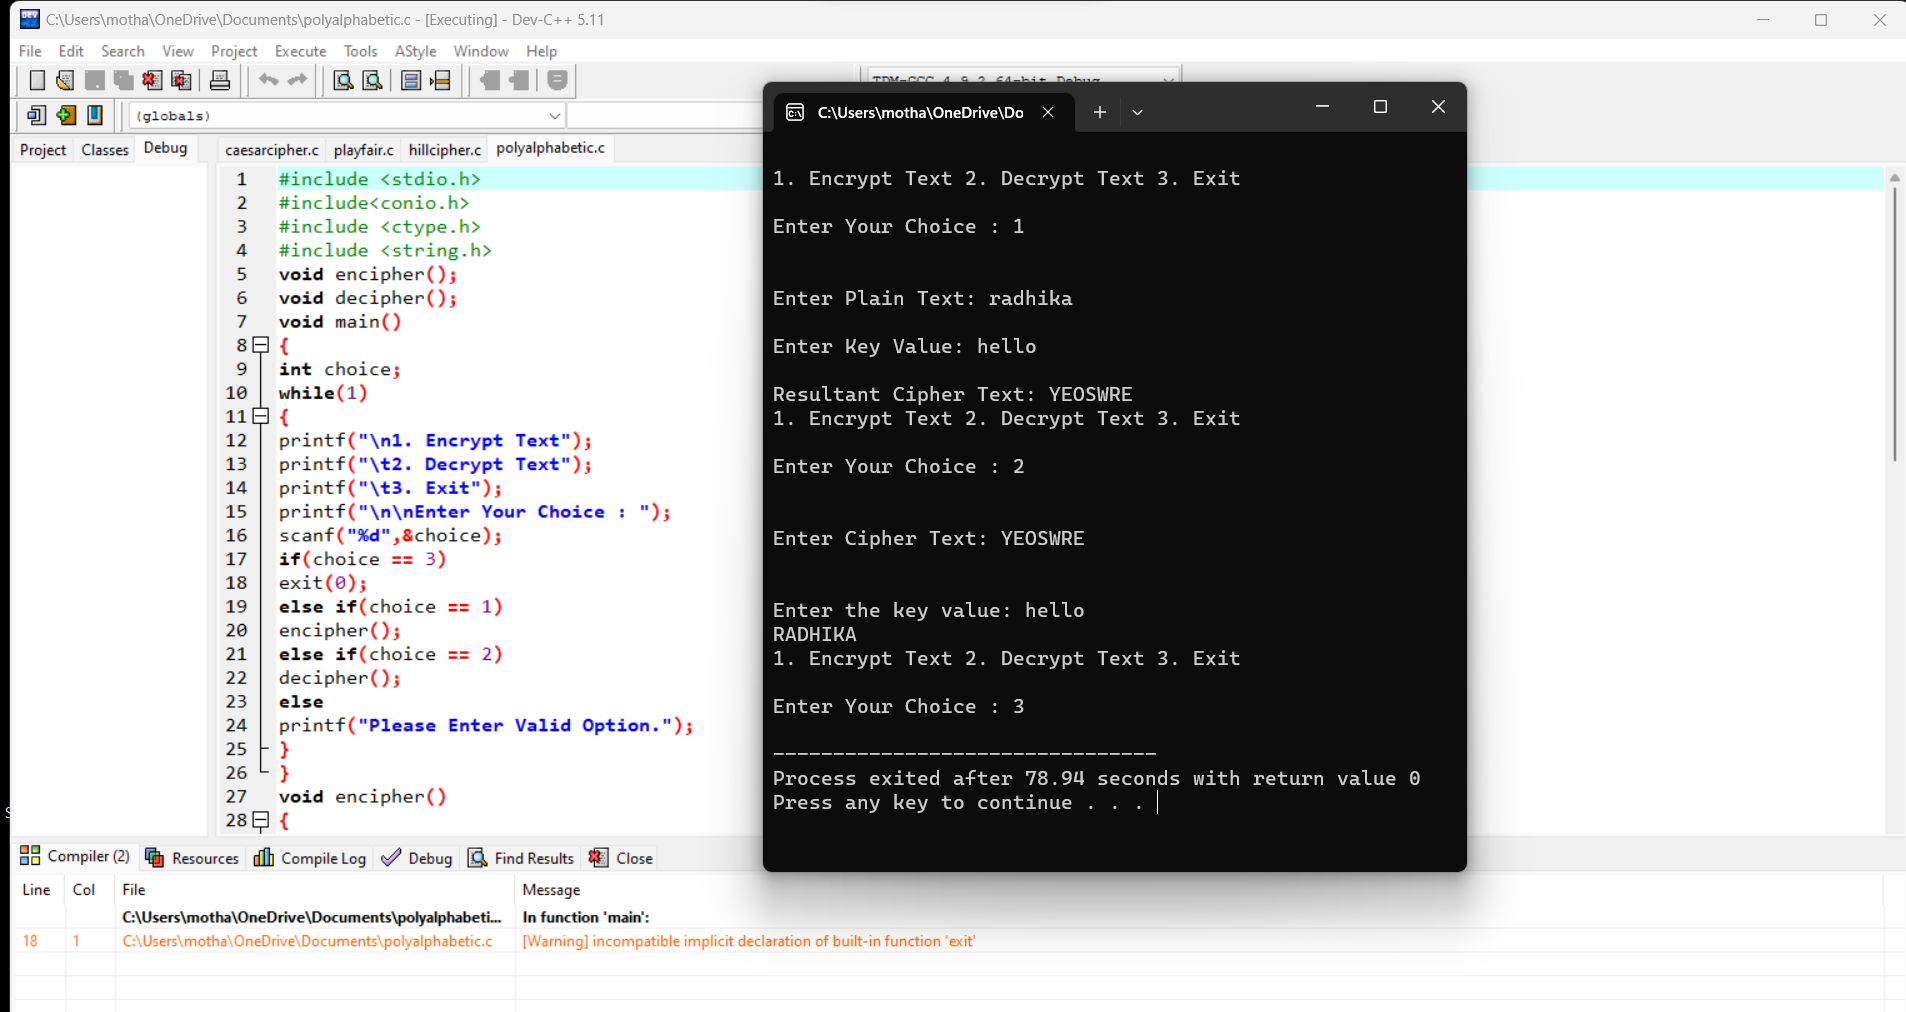 C:\Users\motha\OneDrive\Documents\polyalphabetic.c - [Executing] - Dev-C++ 5.11
File Edit Search View Project Execute Tools AStyle Window Help
TDM-GCC 4.9.2 64-bit Debug
(globals)
Project Classes Debug
caesarcipher.c playfair.c hillcipher.c polyalphabetic.c
1 #include <stdio.h>
2 #include<conio.h>
3 #include <ctype.h>
4 #include <string.h>
5 void encipher();
6 void decipher();
7 void main()
8 {
9 int choice;
10 while(1)
11 {
12 printf("\n1. Encrypt Text");
13 printf("\t2. Decrypt Text");
14 printf("\t3. Exit");
15 printf("\n\nEnter Your Choice : ");
16 scanf("%d",&choice);
17 if(choice == 3)
18 exit(0);
19 else if(choice == 1)
20 encipher();
21 else if(choice == 2)
22 decipher();
23 else
24 printf("Please Enter Valid Option.");
25 }
26 }
27 void encipher()
28 {
C:\Users\motha\OneDrive\Do
1. Encrypt Text 2. Decrypt Text 3. Exit
Enter Your Choice : 1
Enter Plain Text: radhika
Enter Key Value: hello
Resultant Cipher Text: YEOSWRE
1. Encrypt Text 2. Decrypt Text 3. Exit
Enter Your Choice : 2
Enter Cipher Text: YEOSWRE
Enter the key value: hello
RADHIKA
1. Encrypt Text 2. Decrypt Text 3. Exit
Enter Your Choice : 3
--------------------------------
Process exited after 78.94 seconds with return value 0
Press any key to continue . . .
Compiler (2) Resources Compile Log Debug Find Results Close
Line Col File Message
C:\Users\motha\OneDrive\Documents\polyalphabeti... In function 'main':
18 1 C:\Users\motha\OneDrive\Documents\polyalphabetic.c [Warning] incompatible implicit declaration of built-in function 'exit'